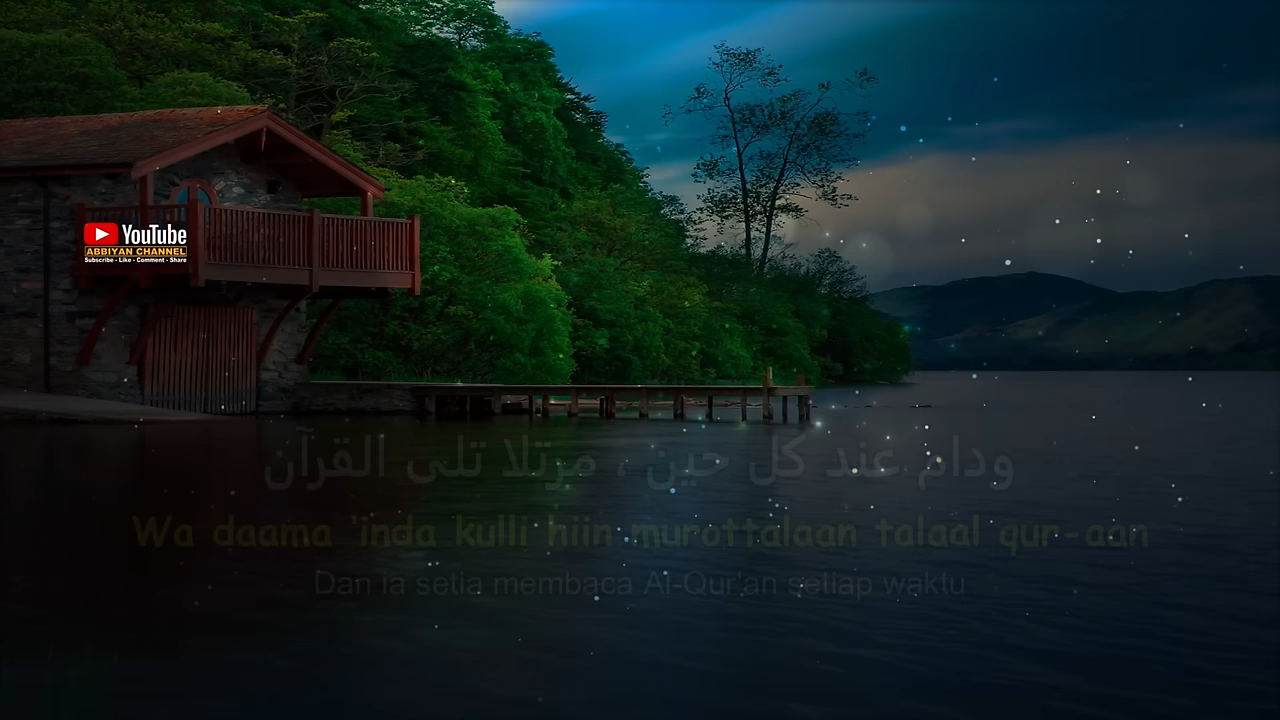 YouTube
ABBIYAN CHANNEL
Subscribe - Like - Comment - Share
ودام عند كل حين ، مرتلا تلى القرآن
Wa daama 'inda kulli hiin murottalaan talaal qur-aan
Dan ia setia membaca Al-Qur'an setiap waktu